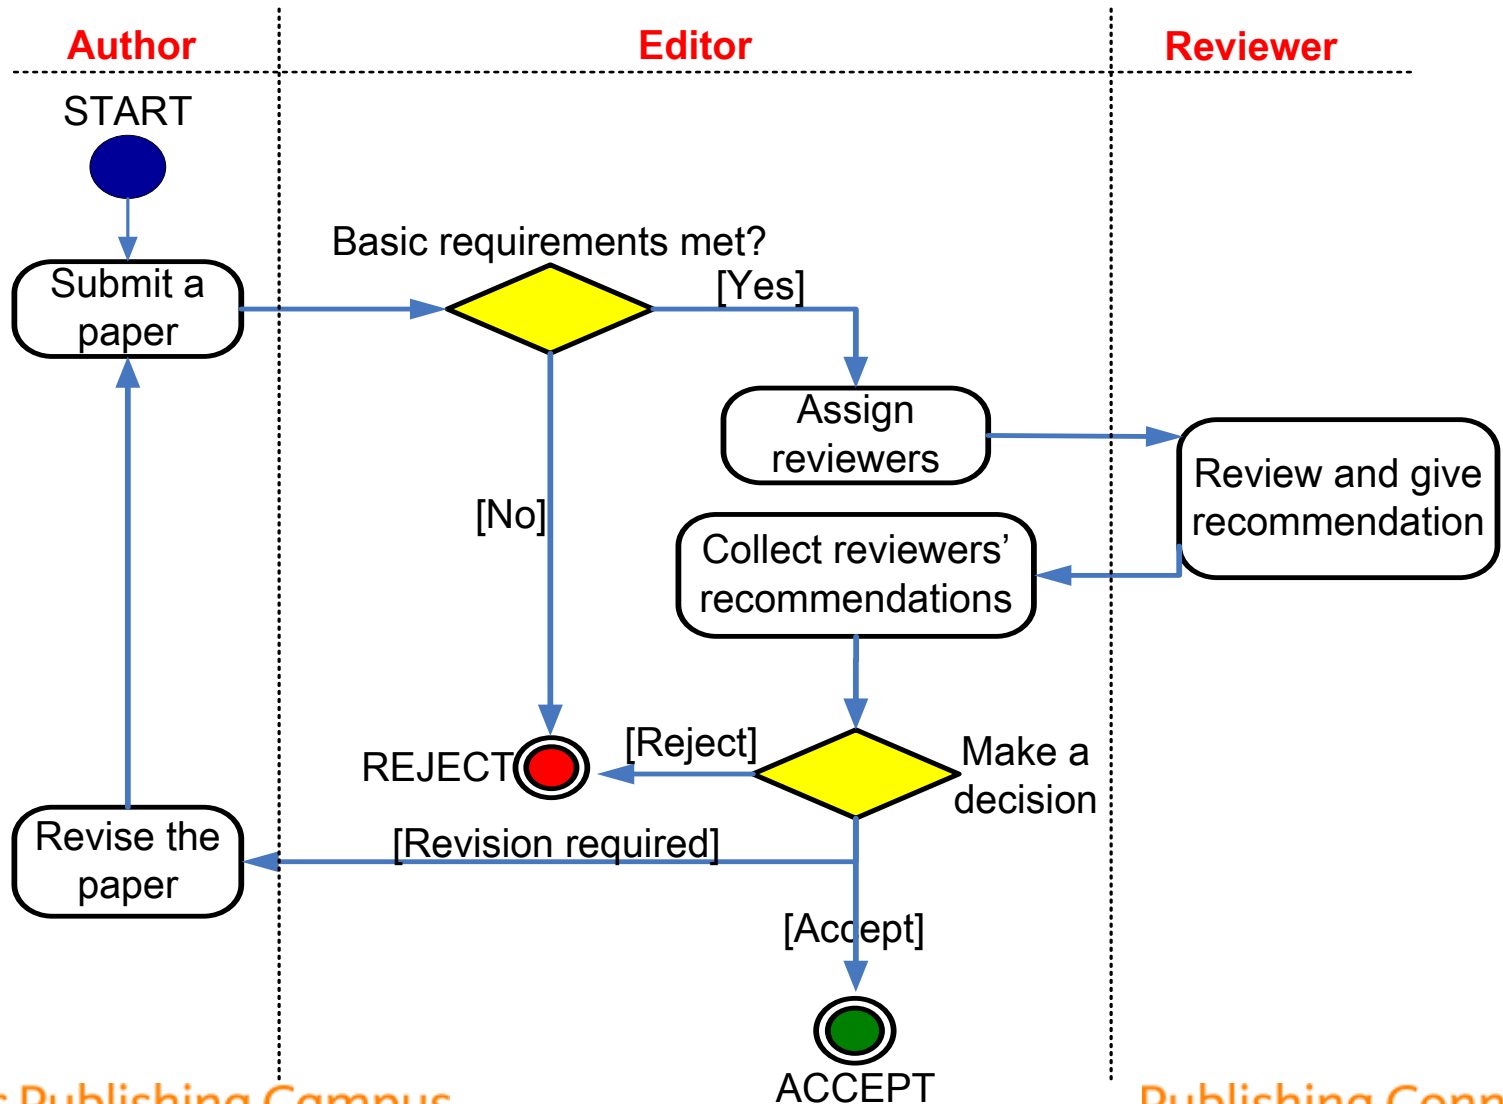 Author
Editor
Reviewer
START
Basic requirements met?
[Yes]
Submit a
paper
Assign
reviewers
Review and give
recommendation
[No]
Collect reviewers’
recommendations
REJECT
[Reject]
Make a
decision
Revise the
paper
[Revision required]
[Accept]
ACCEPT
Publishing Campus
Publishing